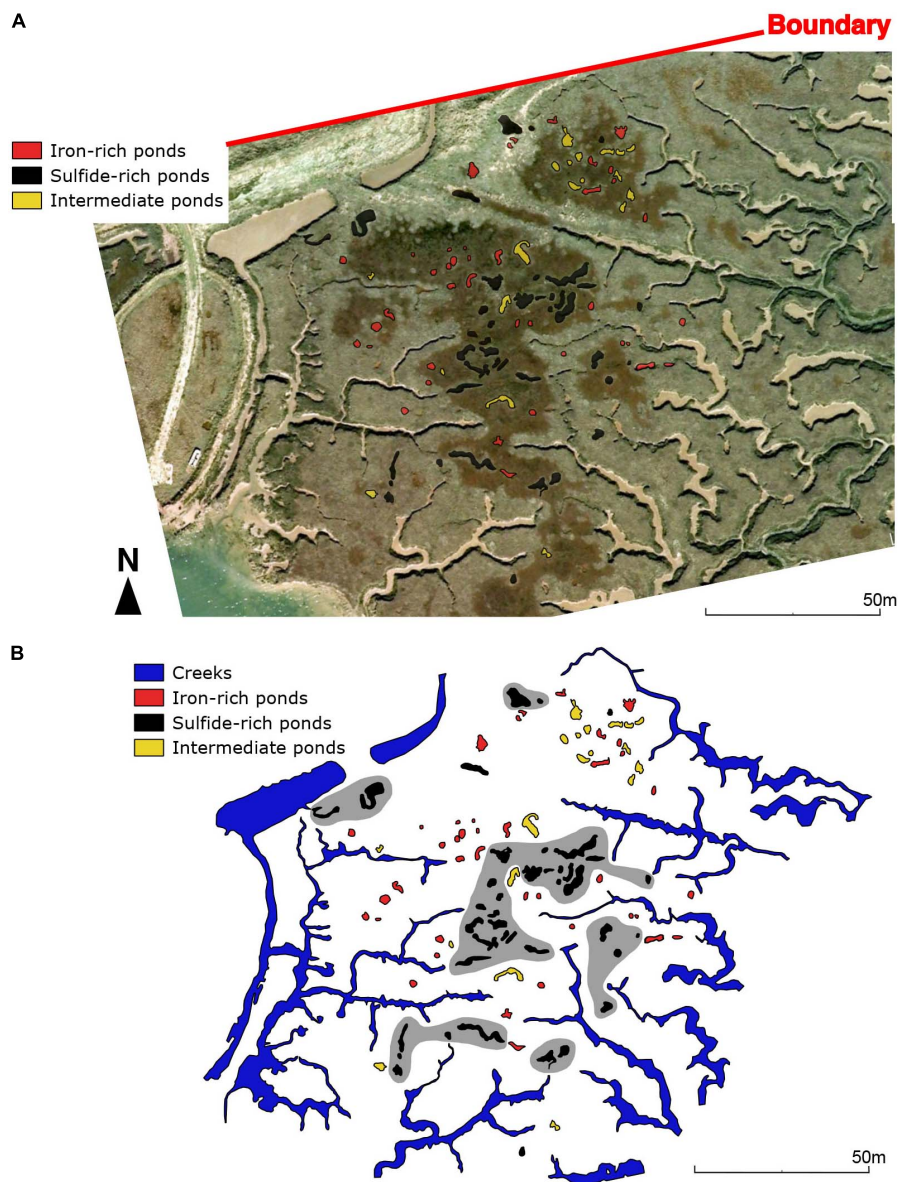 A
Boundary
Iron-rich ponds
Sulfide-rich ponds
Intermediate ponds
N
50m
B
Creeks
Iron-rich ponds
Sulfide-rich ponds
Intermediate ponds
50m